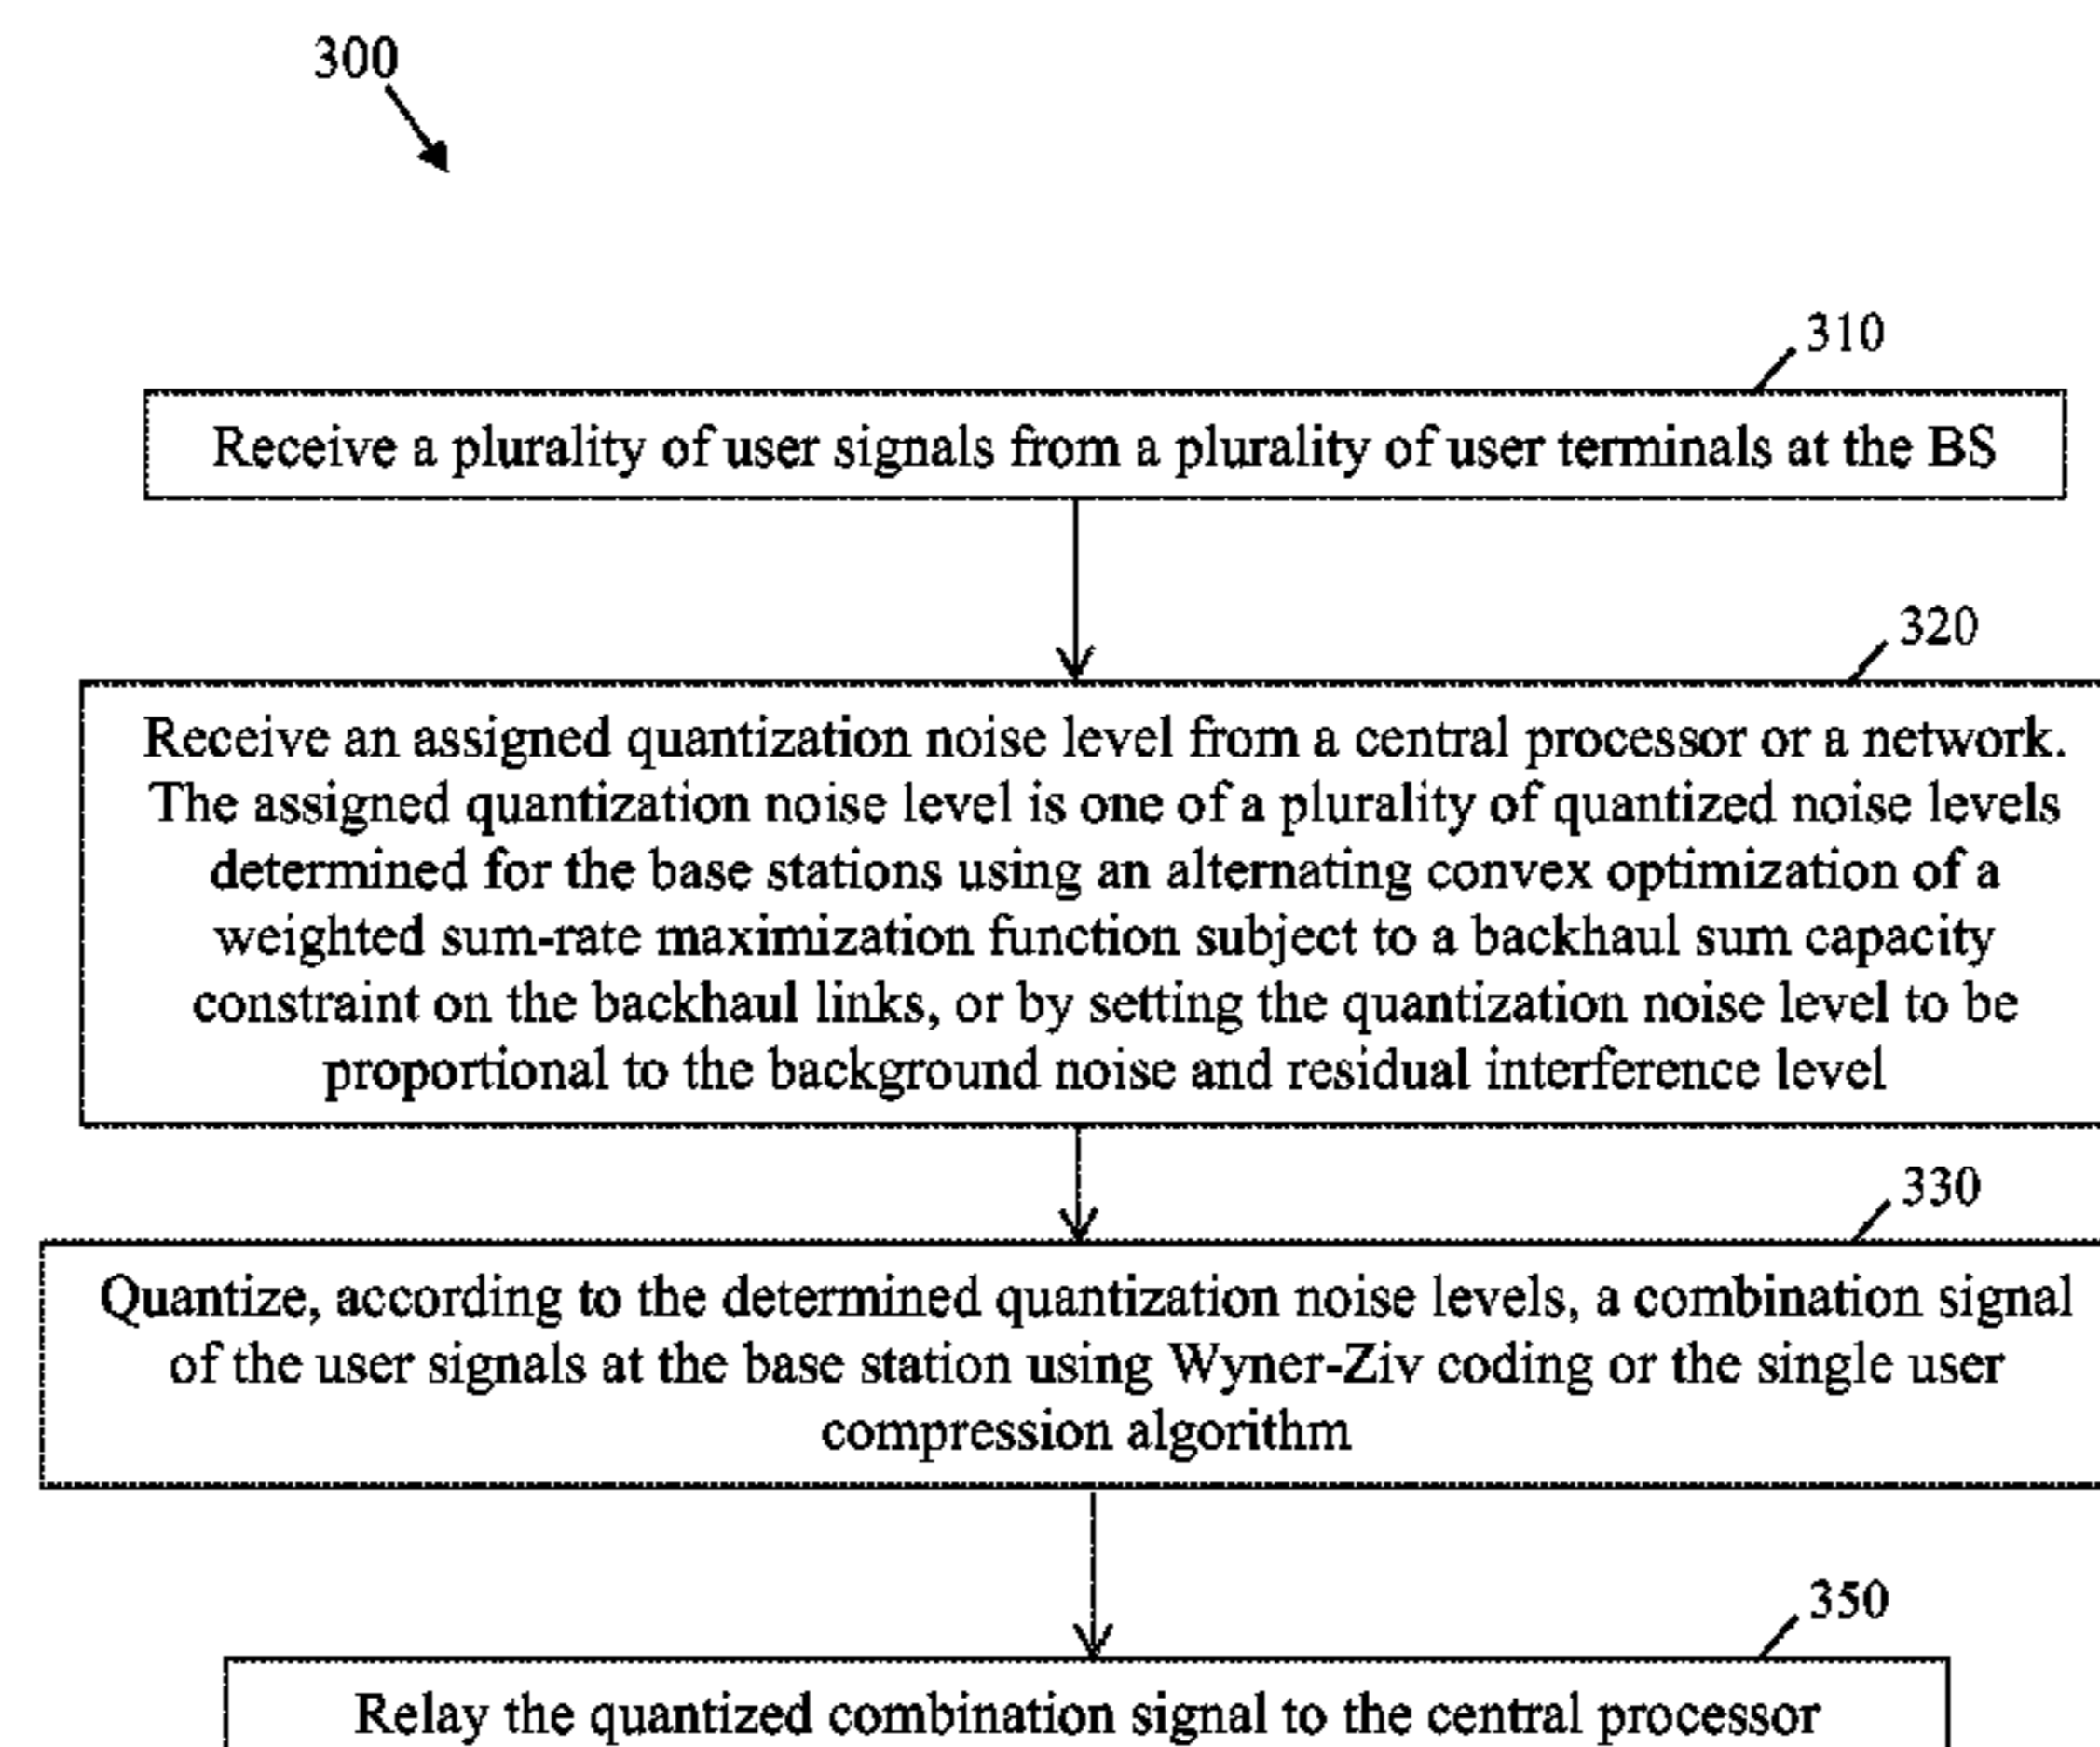 300
310
Receive a plurality of user signals from a plurality of user terminals at the BS
320
Receive an assigned quantization noise level from a central processor or a network.
The assigned quantization noise level is one of a plurality of quantized noise levels
determined for the base stations using an alternating convex optimization of a
weighted sum-rate maximization function subject to a backhaul sum capacity
constraint on the backhaul links, or by setting the quantization noise level to be
proportional to the background noise and residual interference level
330
Quantize, according to the determined quantization noise levels, a combination signal
of the user signals at the base station using Wyner-Ziv coding or the single user
compression algorithm
350
Relay the quantized combination signal to the central processor